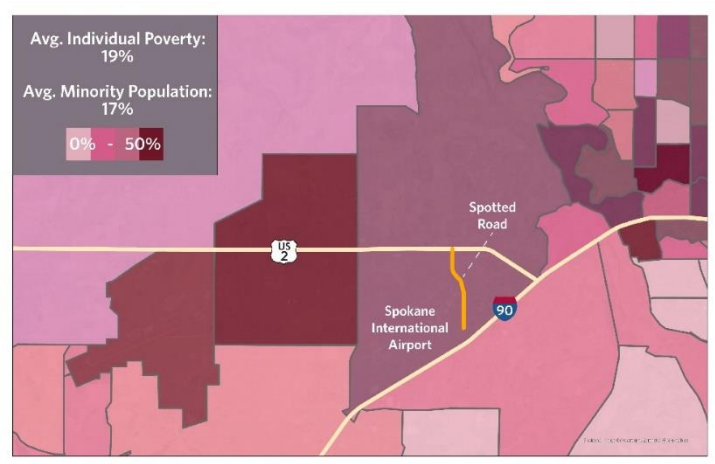 Avg. Individual Poverty:
19%
Avg. Minority Population:
17%
0% - 50%
US
2
Spotted
Road
Spokane
International
Airport
90